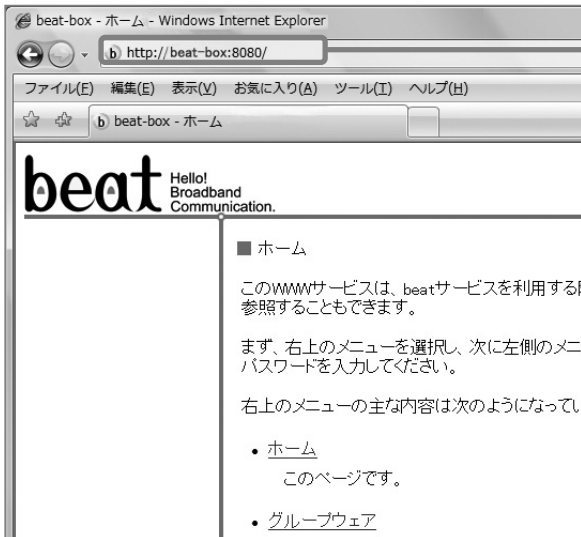 beat-box - ホーム - Windows Internet Explorer
http://beat-box:8080/
ファイル(F) 編集(E) 表示(V) お気に入り(A) ツール(T) ヘルプ(H)
beat-box - ホーム
beat
Hello!
Broadband
Communication.
■ ホーム
このWWWサービスは、beatサービスを利用する
参照することもできます。
まず、右上のメニューを選択し、次に左側のメニ
パスワードを入力してください。
右上のメニューの主な内容は次のようになってい
• ホーム
このページです。
• グループウェア